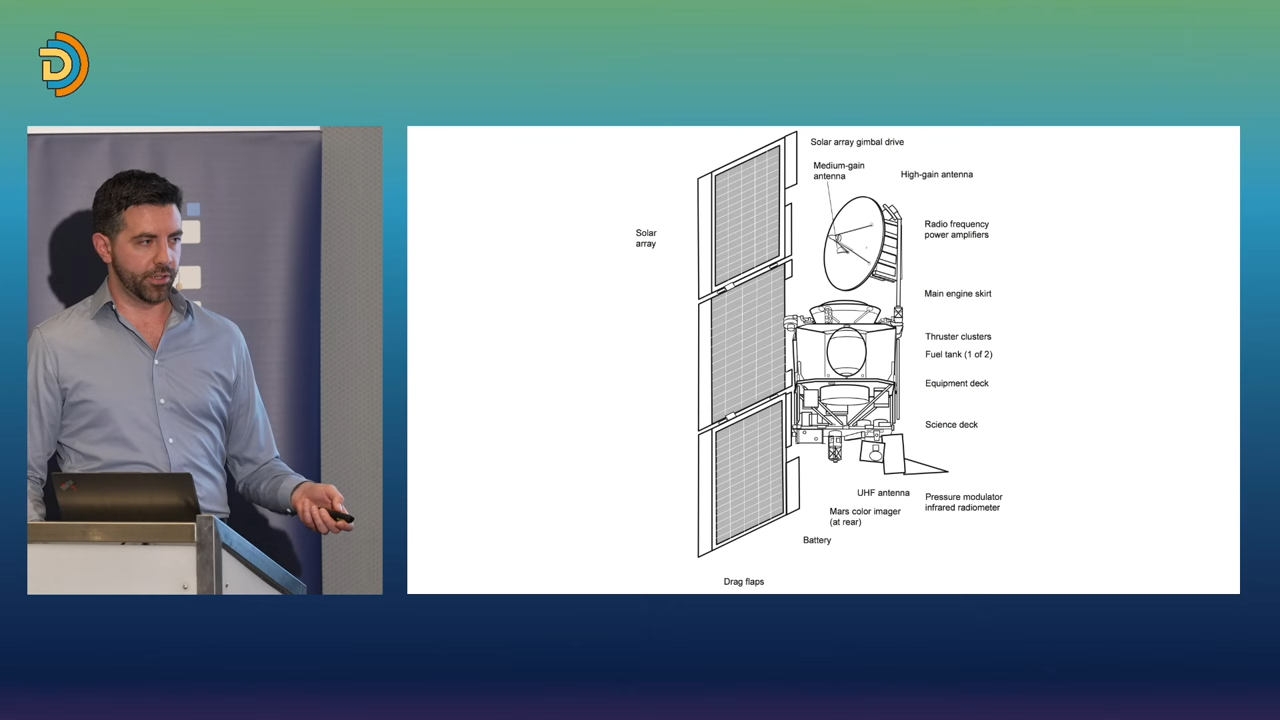 D
Solar array gimbal drive
Medium-gain
antenna
High-gain antenna
Radio frequency
power amplifiers
Solar
array
Main engine skirt
Thruster clusters
Fuel tank (1 of 2)
Equipment deck
Science deck
UHF antenna
Pressure modulator
infrared radiometer
Mars color imager
(at rear)
Battery
Drag flaps